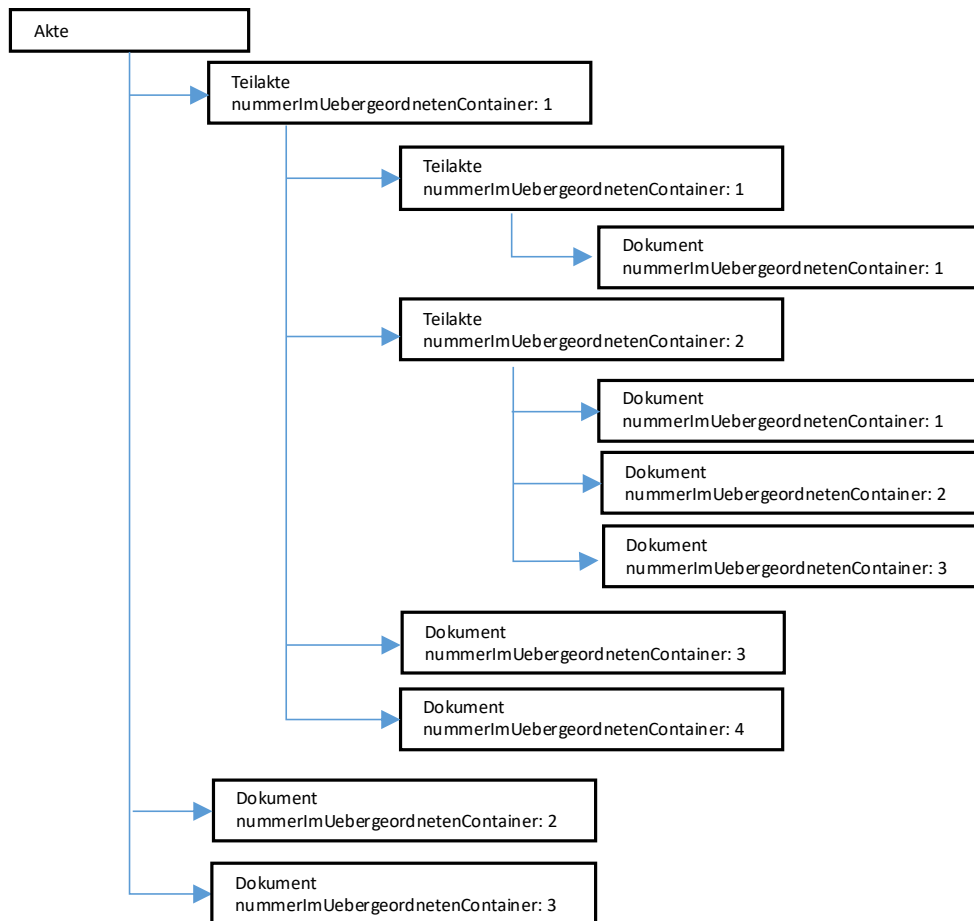 Akte
Teilakte
nummerImUebergeordnetenContainer: 1
Teilakte
nummerImUebergeordnetenContainer: 1
Dokument
nummerImUebergeordnetenContainer: 1
Teilakte
nummerImUebergeordnetenContainer: 2
Dokument
nummerImUebergeordnetenContainer: 1
Dokument
nummerImUebergeordnetenContainer: 2
Dokument
nummerImUebergeordnetenContainer: 3
Dokument
nummerImUebergeordnetenContainer: 3
Dokument
nummerImUebergeordnetenContainer: 4
Dokument
nummerImUebergeordnetenContainer: 2
Dokument
nummerImUebergeordnetenContainer: 3